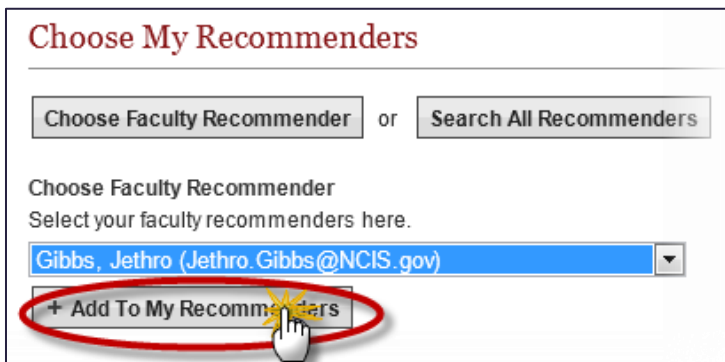 Choose My Recommenders
Choose Faculty Recommender or Search All Recommenders
Choose Faculty Recommender
Select your faculty recommenders here.
Gibbs, Jethro (Jethro.Gibbs@NCIS.gov)
+ Add To My Recommenders